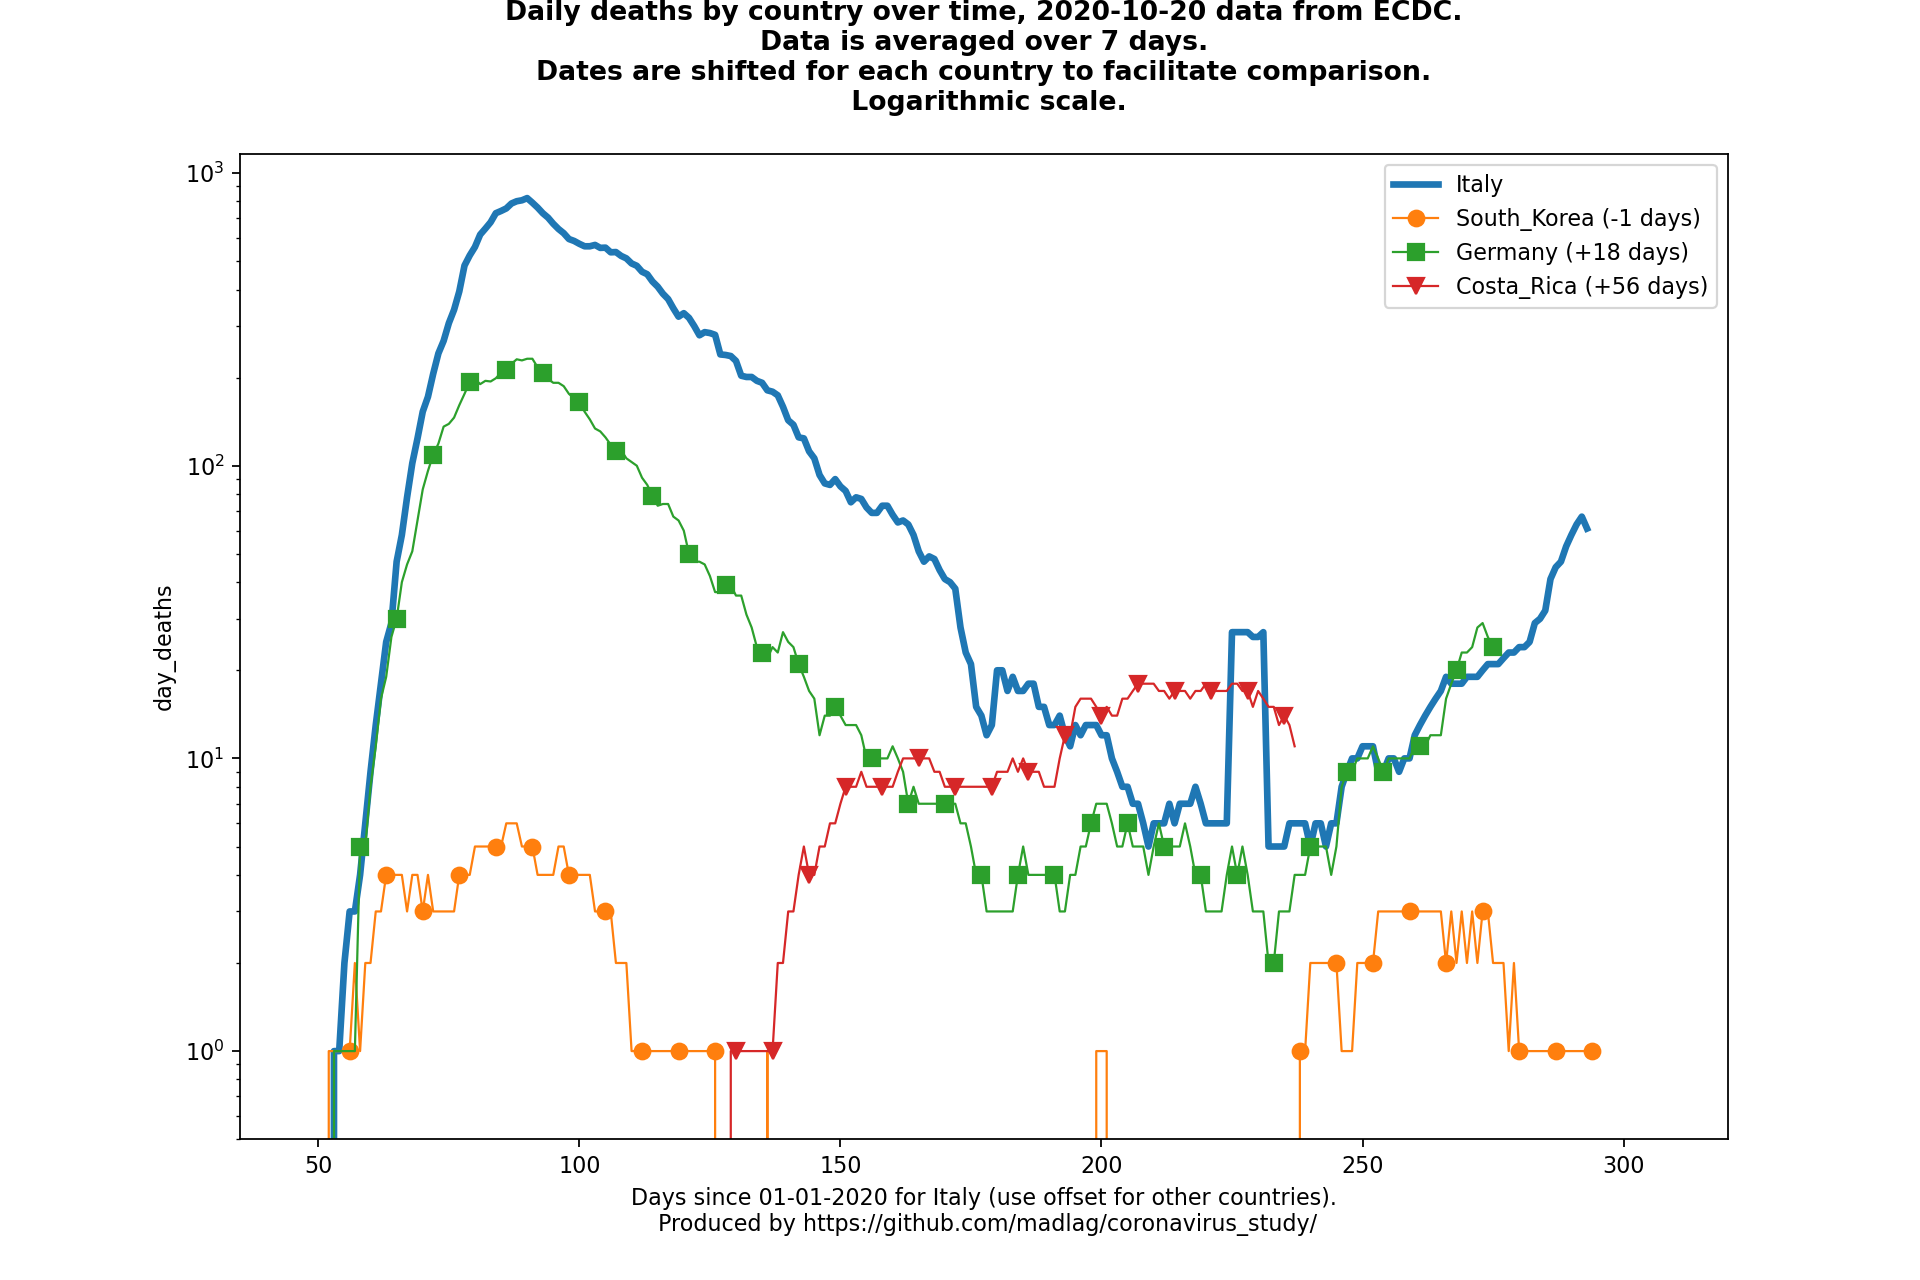 Daily deaths by country over time, 2020-10-20 data from ECDC.
Data is averaged over 7 days.
Dates are shifted for each country to facilitate comparison.
Logarithmic scale.
10³
10²
10¹
10⁰
day_deaths
Italy
South_Korea (-1 days)
Germany (+18 days)
Costa_Rica (+56 days)
50 100 150 200 250 300
Days since 01-01-2020 for Italy (use offset for other countries).
Produced by https://github.com/madlag/coronavirus_study/